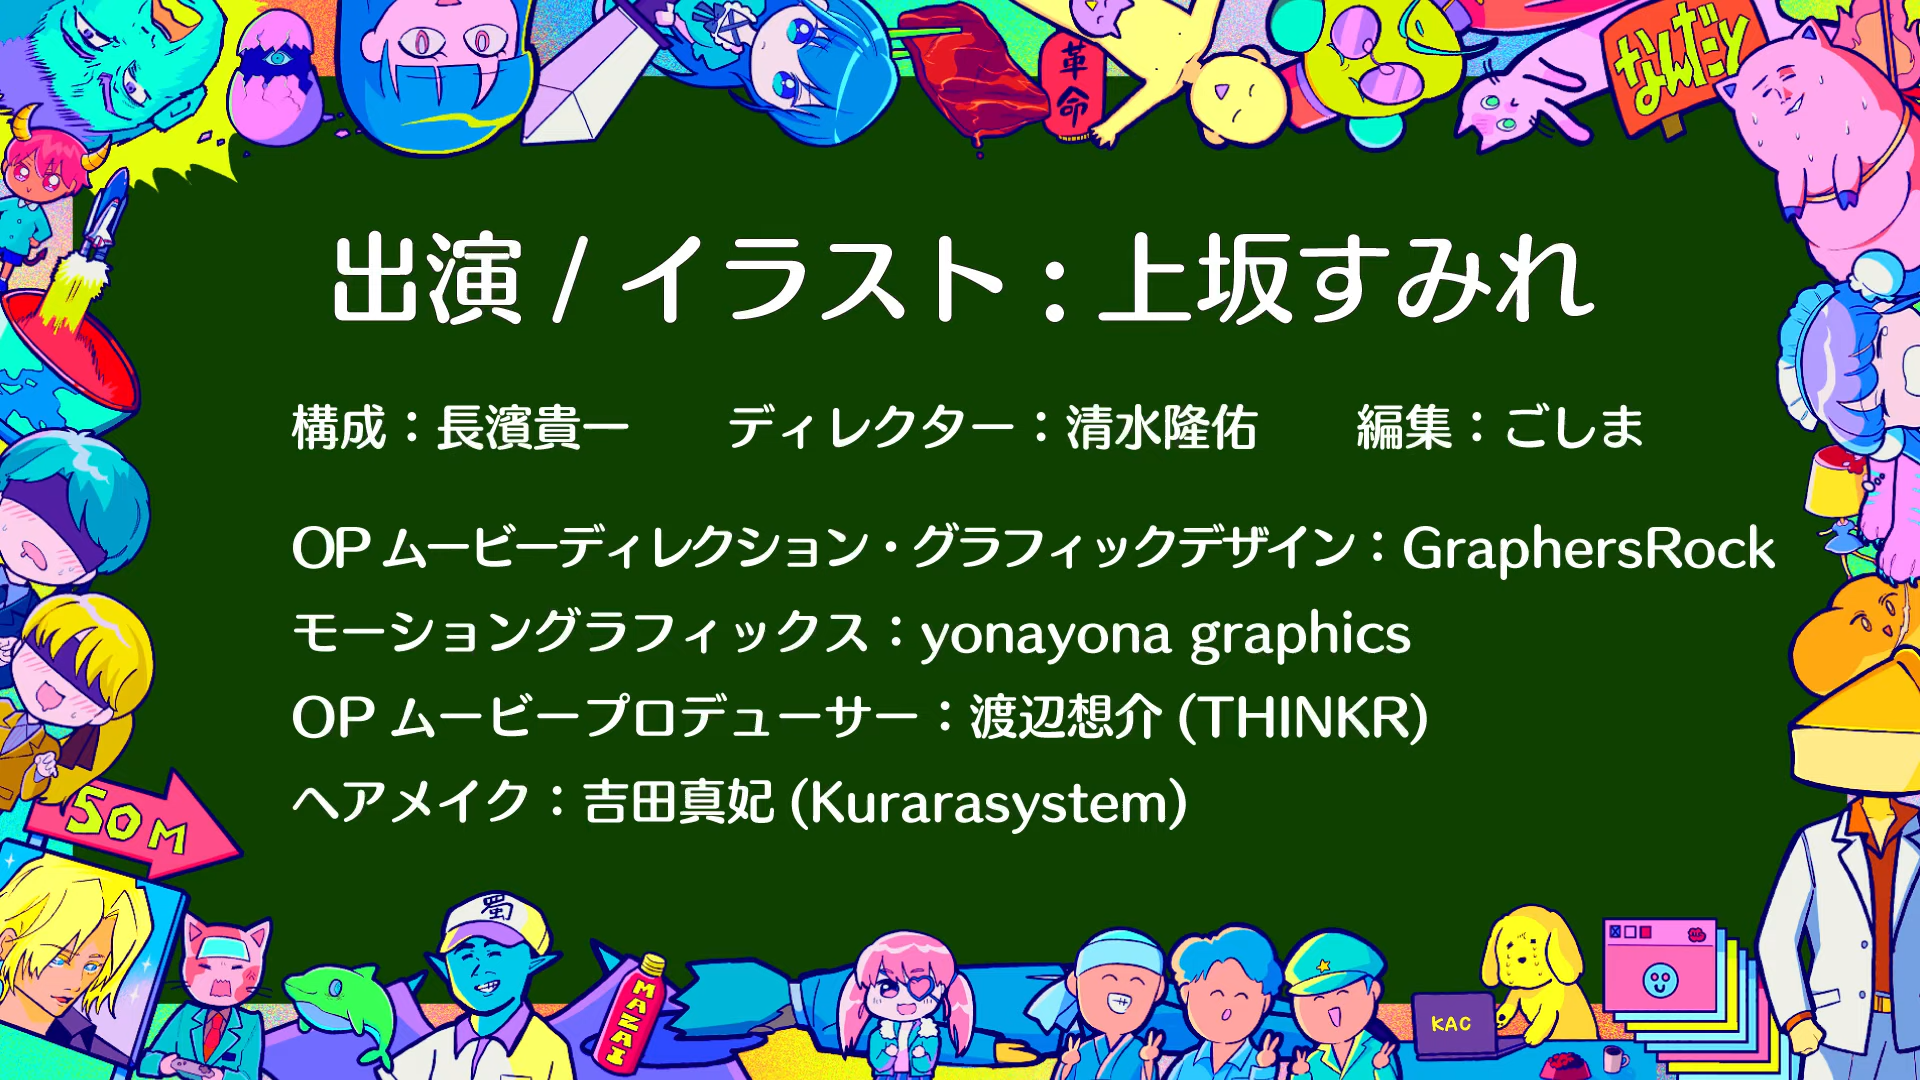 革命
なんだと
出演 / イラスト : 上坂すみれ
構成：長濱貴一　ディレクター：清水隆佑　編集：ごしま
OP ムービーディレクション・グラフィックデザイン：GraphersRock
モーショングラフィックス：yonayona graphics
OP ムービープロデューサー：渡辺想介 (THINKR)
ヘアメイク：吉田真妃 (Kurarasystem)
50M
蜀
MAZAI
KAC